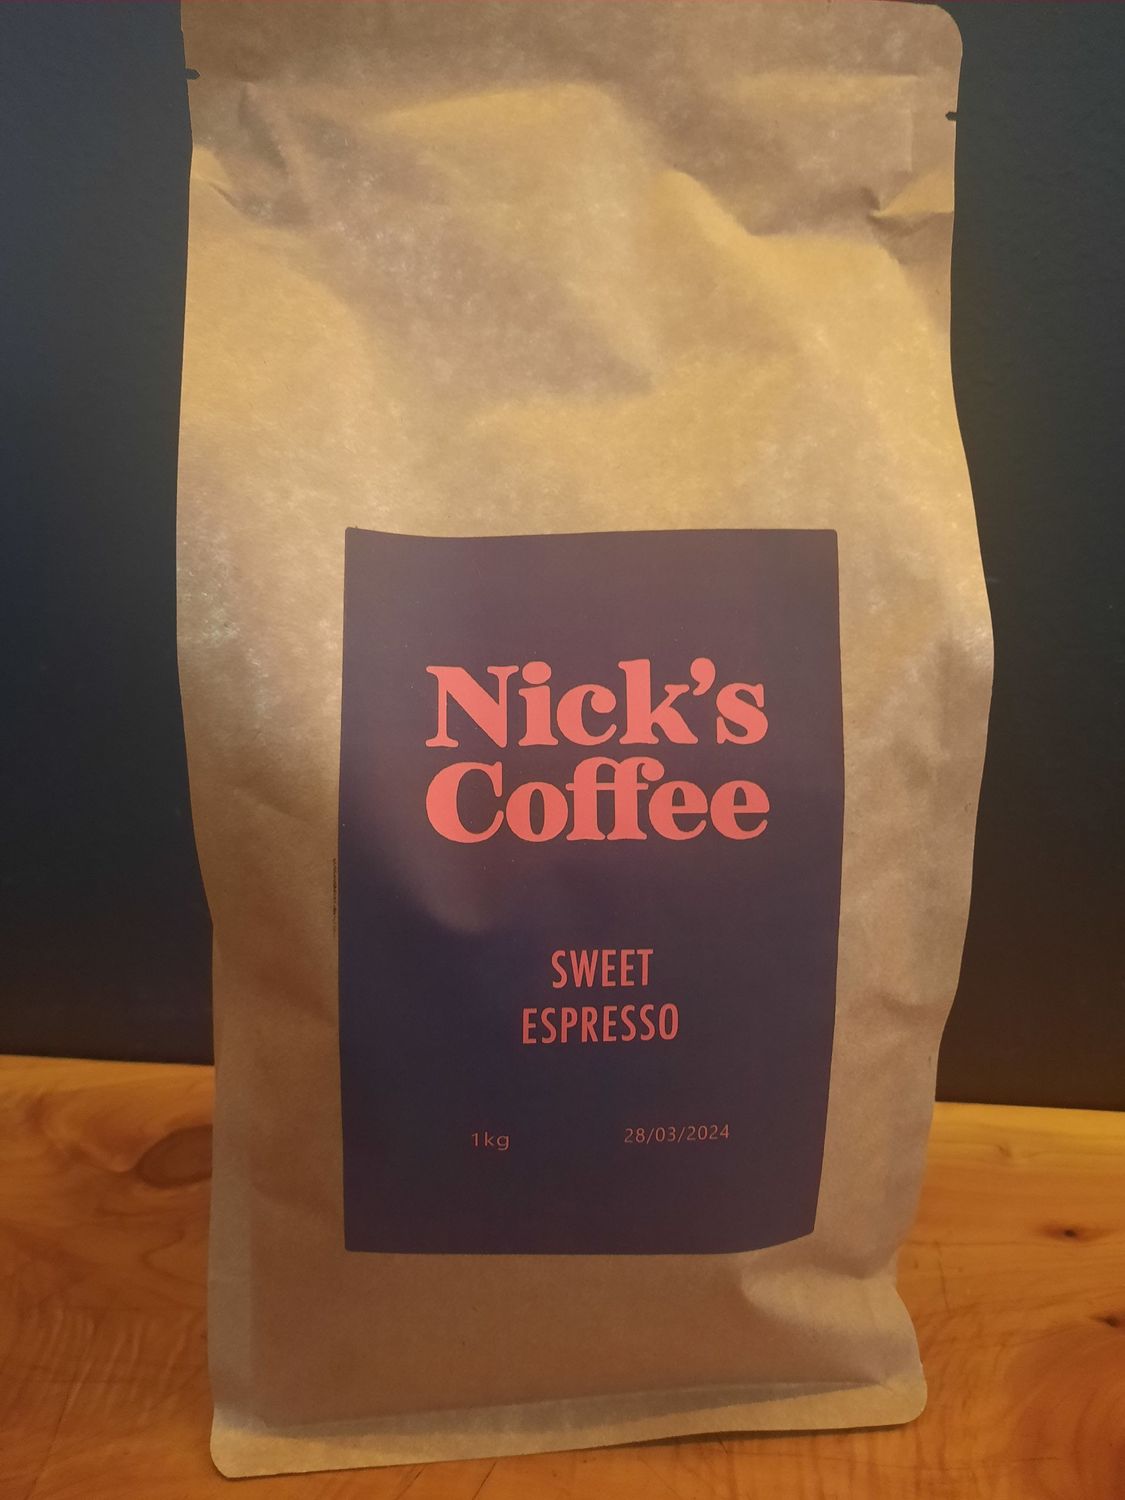 Nick's
Coffee
SWEET
ESPRESSO
1kg 28/03/2024